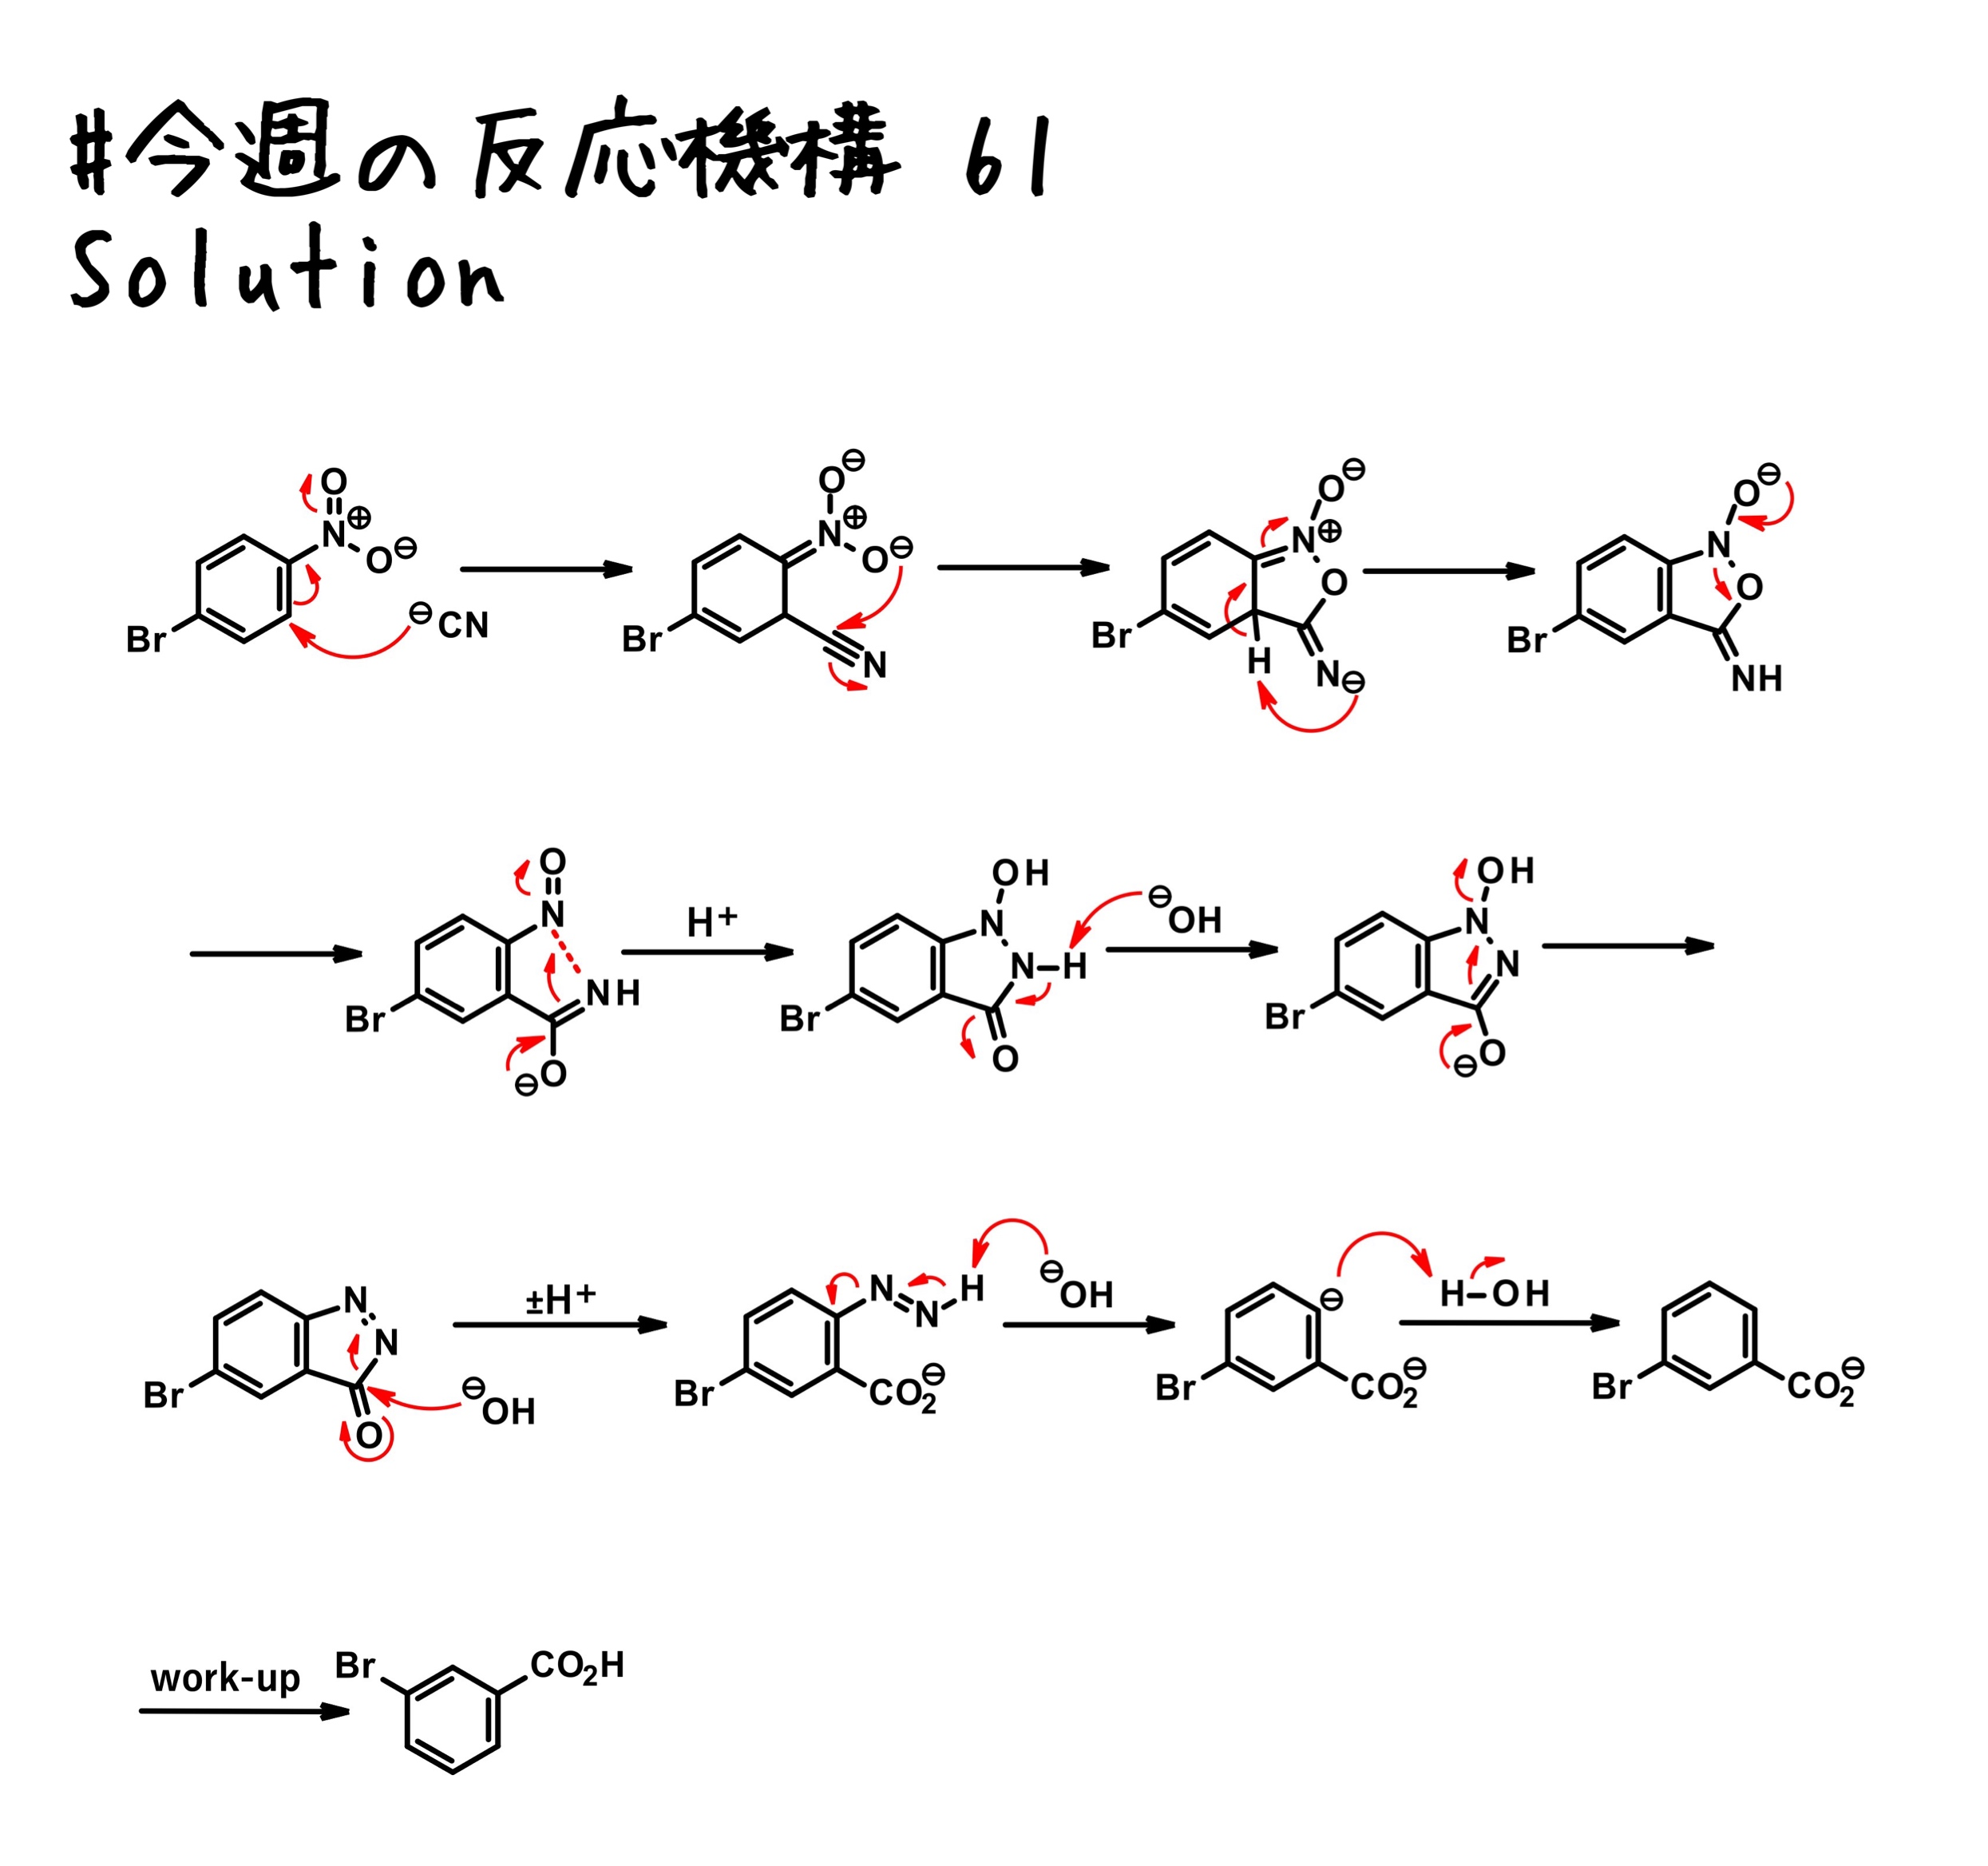 #今週の反応機構 61
Solution
O
N ⊕
O ⊖
Br
⊖ CN
O ⊖
N ⊕
O ⊖
Br
N
O ⊖
N ⊕
O
Br
H
N ⊖
O ⊖
N
O
Br
NH
O
N
NH
Br
⊖ O
H+
OH
N
N-H
Br
O
⊖ OH
OH
N
N
Br
⊖ O
N
N
Br
O
⊖ OH
±H+
N
N
H
Br
CO2 ⊖
⊖ OH
⊖
Br
CO2 ⊖
H-OH
Br
CO2 ⊖
work-up
Br
CO2H